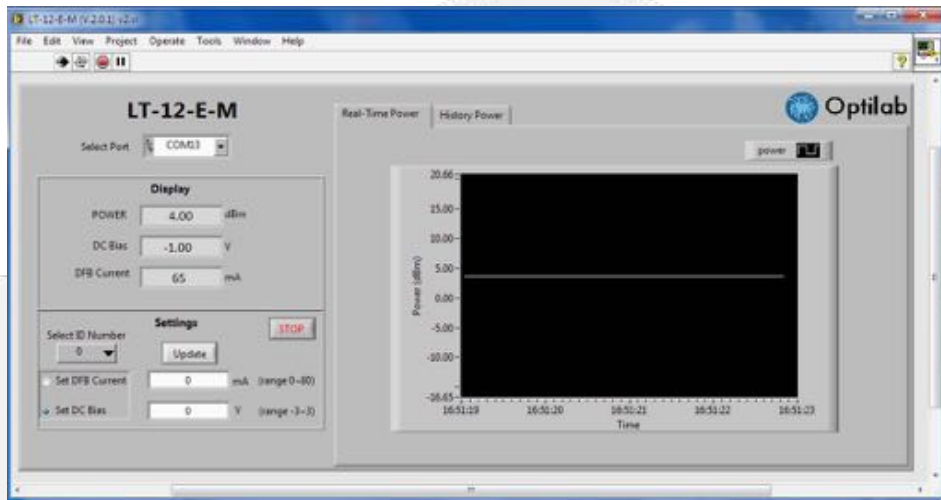 LT-12-E-M (V.2.0.1) v2.vi
File Edit View Project Operate Tools Window Help
LT-12-E-M
Select Port COM13
Display
POWER 4.00 dBm
DC Bias -1.00 V
DFB Current 65 mA
Settings
Select ID Number
0
STOP
Update
Set DFB Current 0 mA (range 0~80)
Set DC Bias 0 V (range -3~3)
Real-Time Power History Power
Optilab
power
20.66
15.00
10.00
5.00
0.00
-5.00
-10.00
-16.65
Power (dBm)
16:51:19 16:51:20 16:51:21 16:51:22 16:51:23
Time